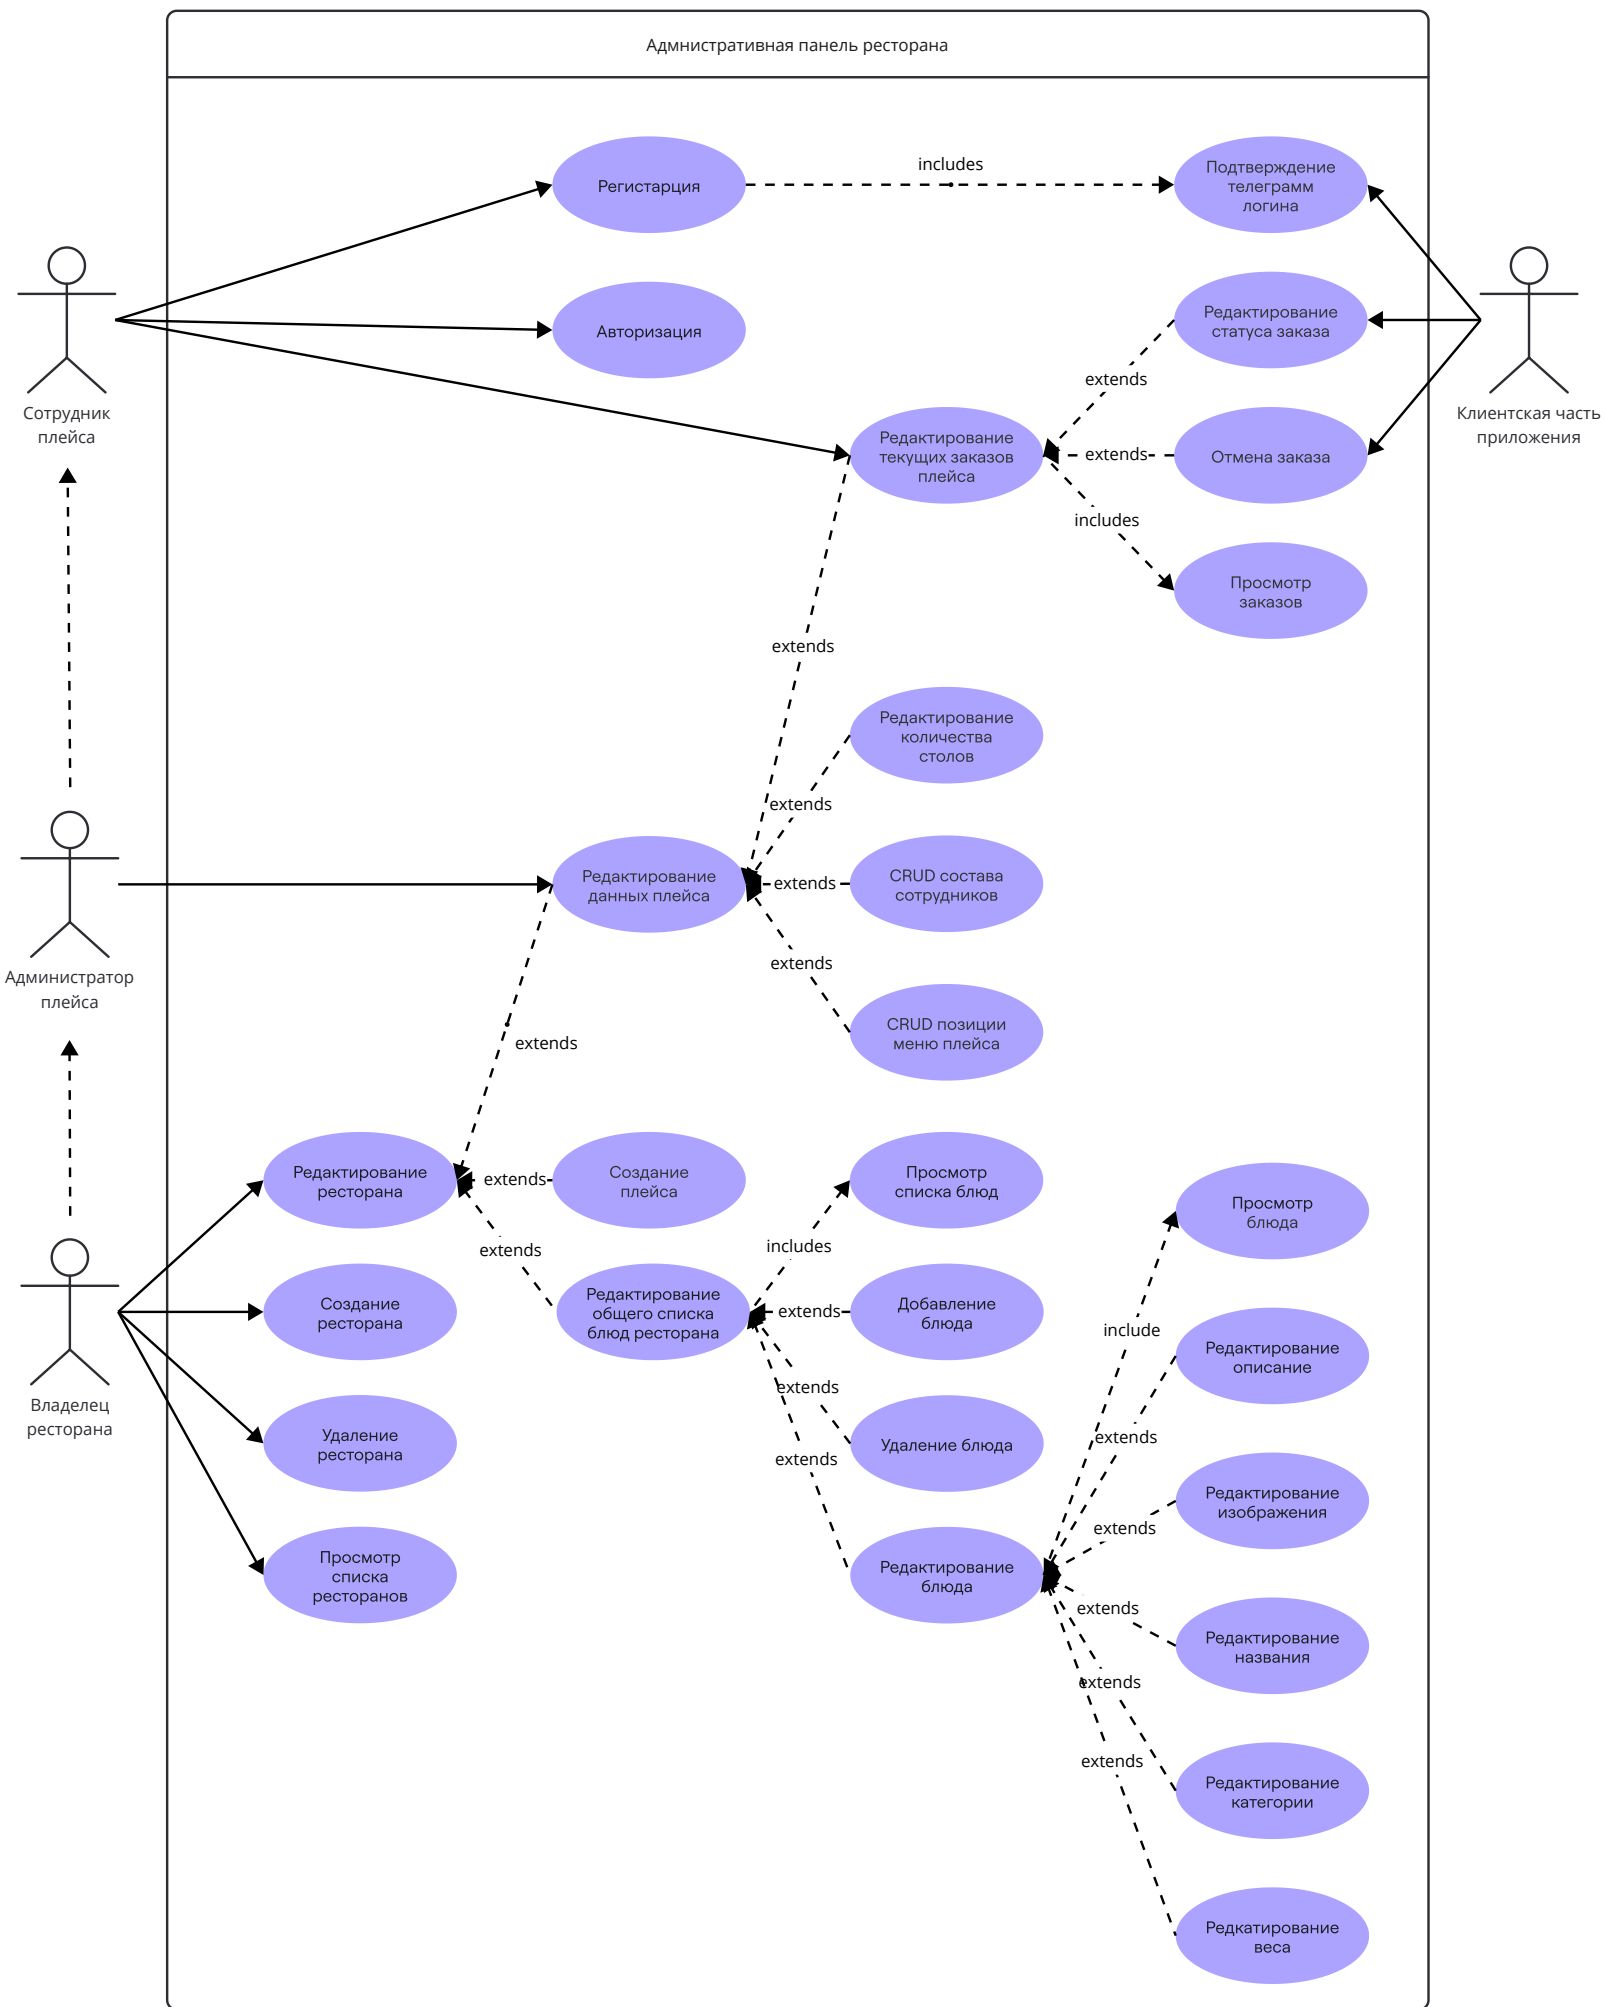 Адмнистративная панель ресторана
Регистарция
includes
Подтверждение
телеграмм
логина
Авторизация
Редактирование
статуса заказа
extends
Сотрудник
плейса
Клиентская часть
приложения
Редактирование
текущих заказов
плейса
extends
Отмена заказа
includes
Просмотр
заказов
extends
Редактирование
количества
столов
extends
Редактирование
данных плейса
extends
CRUD состава
сотрудников
extends
Администратор
плейса
CRUD позиции
меню плейса
extends
Редактирование
ресторана
extends
Создание
плейса
Просмотр
списка блюд
Просмотр
блюда
extends
includes
Создание
ресторана
Редактирование
общего списка
блюд ресторана
extends
Добавление
блюда
include
Редактирование
описание
Владелец
ресторана
extends
extends
Удаление
ресторана
Удаление блюда
extends
Редактирование
изображения
extends
Просмотр
списка
ресторанов
Редактирование
блюда
extends
Редактирование
названия
extends
extends
Редактирование
категории
Редкатирование
веса